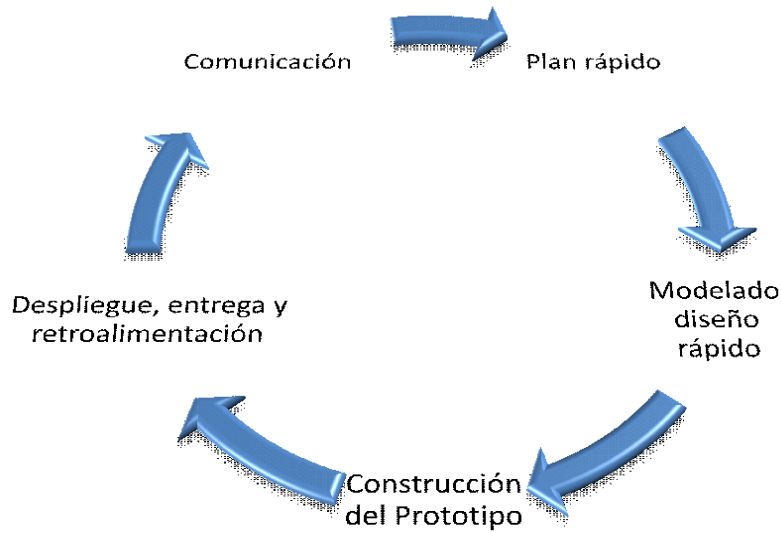 Comunicación
Plan rápido
Modelado
diseño
rápido
Construcción
del Prototipo
Despliegue, entrega y
retroalimentación